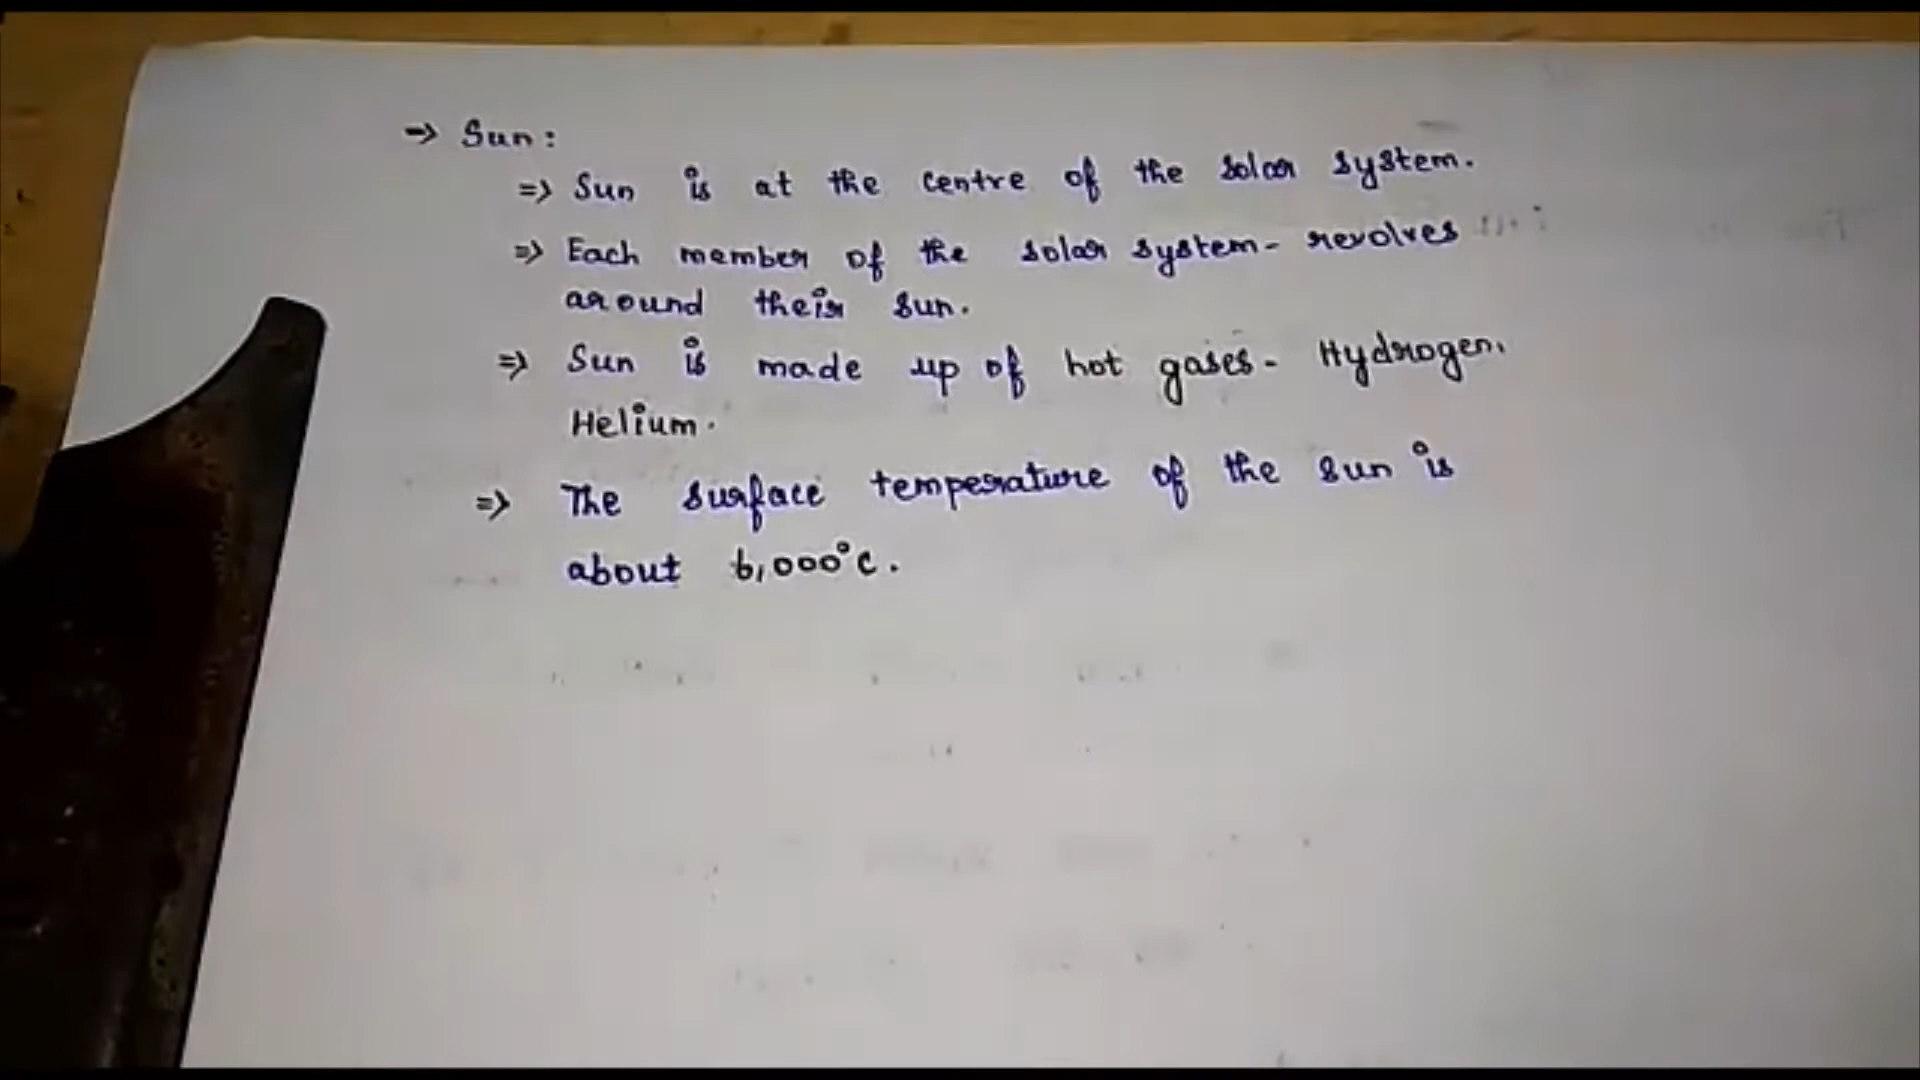 ⇒ Sun:
⇒ Sun is at the centre of the solar system.
⇒ Each member of the solar system - revolves
around their sun.
⇒ Sun is made up of hot gases - Hydrogen,
Helium.
⇒ The surface temperature of the sun is
about 6,000°c.